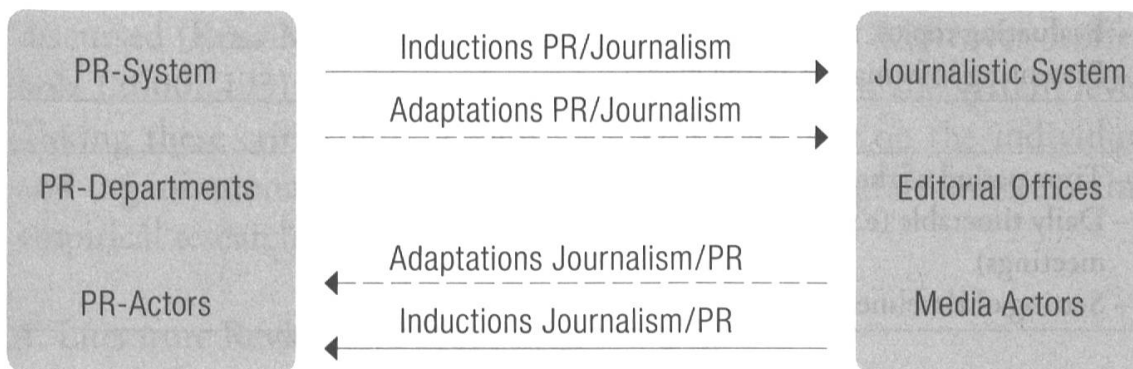 PR-System
Inductions PR/Journalism
Journalistic System
Adaptations PR/Journalism
PR-Departments
Editorial Offices
Adaptations Journalism/PR
PR-Actors
Media Actors
Inductions Journalism/PR